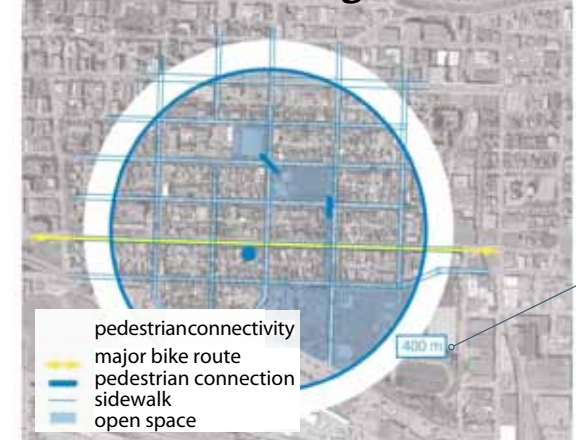 400 m
pedestrianconnectivity
major bike route
pedestrian connection
sidewalk
open space